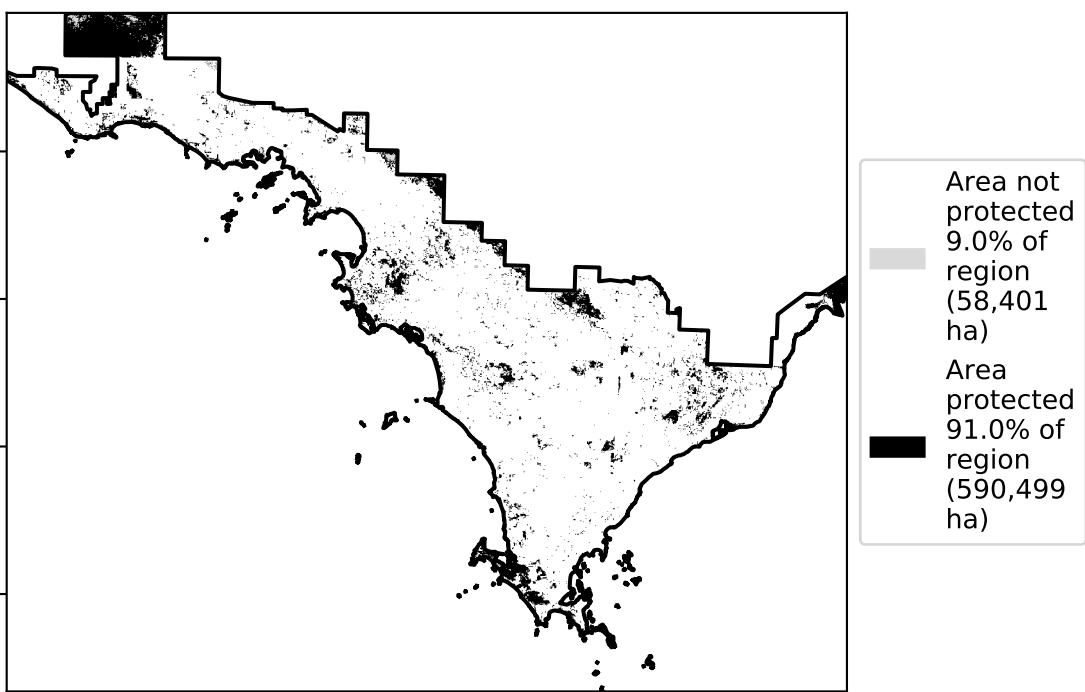 Area not
protected
9.0% of
region
(58,401
ha)
Area
protected
91.0% of
region
(590,499
ha)